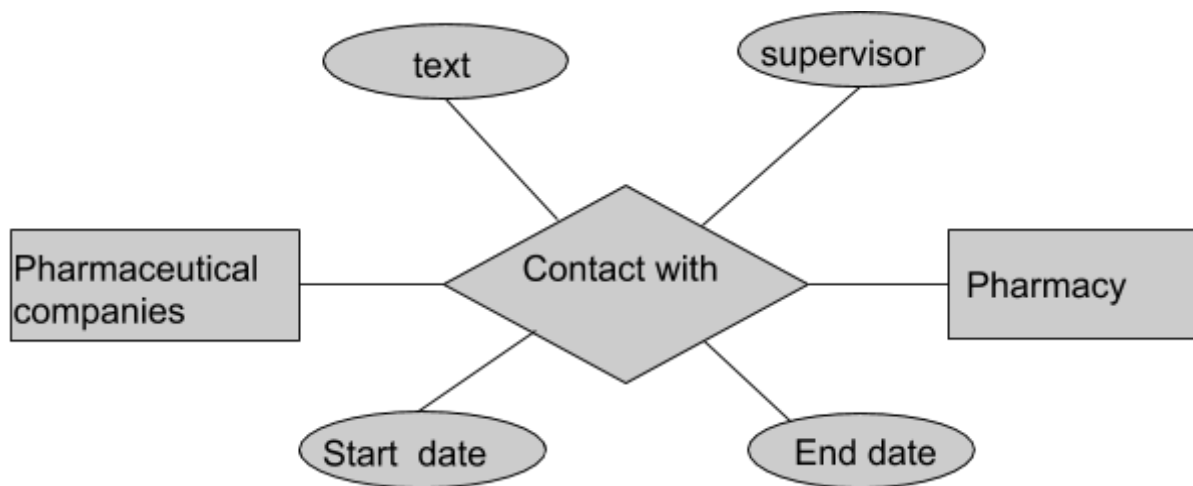 text
supervisor
Pharmaceutical
companies
Contact with
Pharmacy
Start date
End date